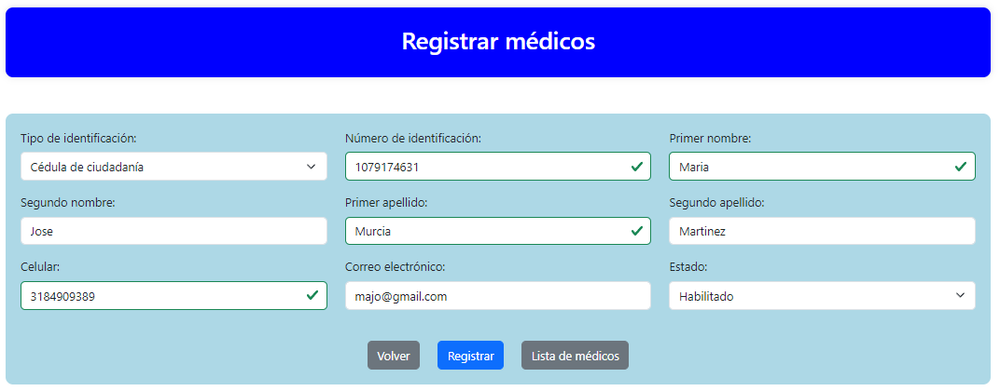 Registrar médicos
Tipo de identificación: Número de identificación: Primer nombre:
Cédula de ciudadanía 1079174631 Maria
Segundo nombre: Primer apellido: Segundo apellido:
Jose Murcia Martinez
Celular: Correo electrónico: Estado:
3184909389 majo@gmail.com Habilitado
Volver Registrar Lista de médicos